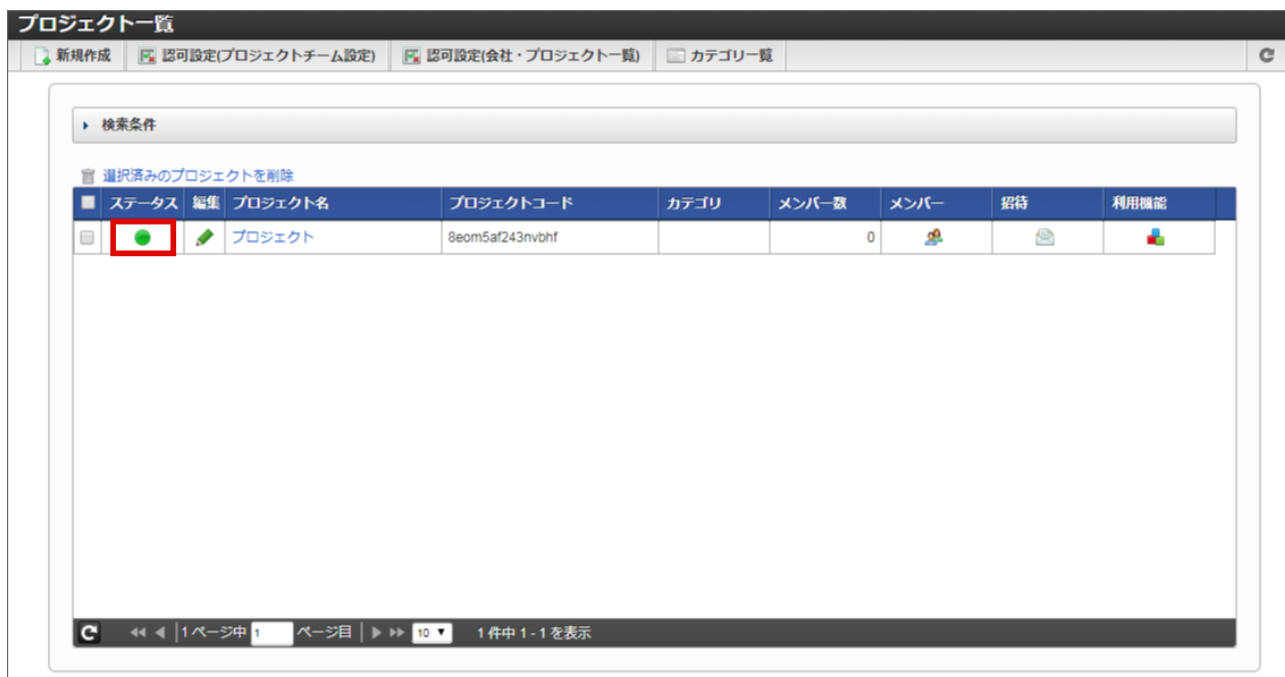 プロジェクト一覧
新規作成 認可設定(プロジェクトチーム設定) 認可設定(会社・プロジェクト一覧) カテゴリ一覧
検索条件
選択済みのプロジェクトを削除
ステータス 編集 プロジェクト名 プロジェクトコード カテゴリ メンバー数 メンバー 招待 利用機能
プロジェクト 8eom5af243nvbhf 0
1 ページ中 1 ページ目 10 1 件中 1 - 1 を表示